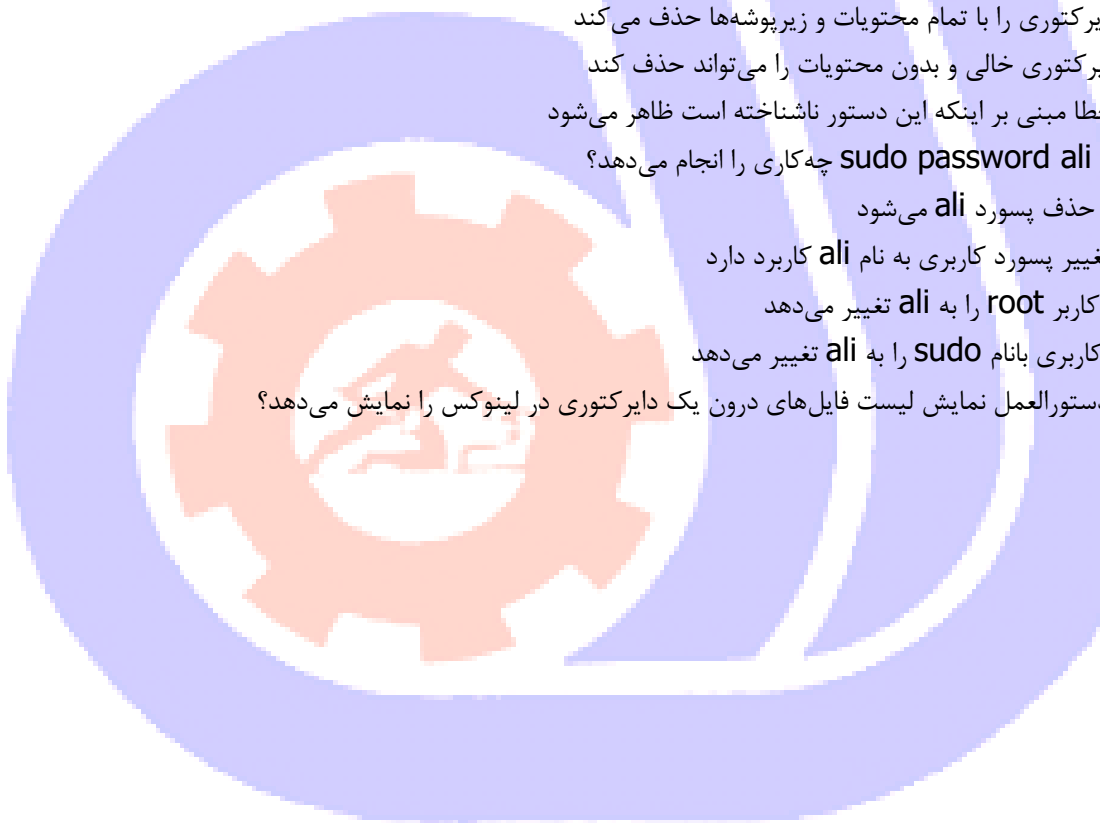 یرکتوری را با تمام محتویات و زیرپوشه‌ها حذف می‌کند
یرکتوری خالی و بدون محتویات را می‌تواند حذف کند
خطا مبنی بر اینکه این دستور ناشناخته است ظاهر می‌شود
sudo password ali چه‌کاری را انجام می‌دهد؟
حذف پسورد ali می‌شود
تغییر پسورد کاربری به نام ali کاربرد دارد
کاربر root را به ali تغییر می‌دهد
کاربری بانام sudo را به ali تغییر می‌دهد
دستورالعمل نمایش لیست فایل‌های درون یک دایرکتوری در لینوکس را نمایش می‌دهد؟